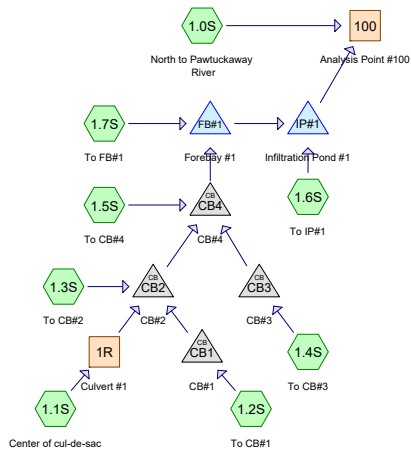 1.0S
100
North to Pawtuckaway
River
Analysis Point #100
1.7S
FB#1
IP#1
To FB#1
Forebay #1
Infiltration Pond #1
1.5S
CB
CB4
1.6S
To CB#4
CB#4
To IP#1
1.3S
CB
CB2
CB
CB3
To CB#2
CB#2
CB#3
1R
CB
CB1
1.4S
Culvert #1
CB#1
To CB#3
1.1S
1.2S
Center of cul-de-sac
To CB#1